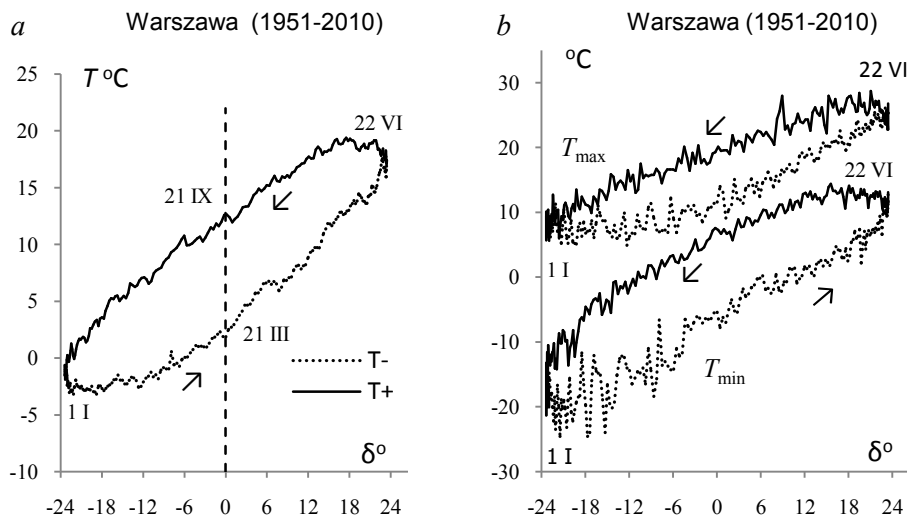 a Warszawa (1951-2010)
T °C
25
20
15
10
5
0
-5
-10
22 VI
21 IX
21 III
1 I
T-
T+
δ°
-24 -18 -12 -6 0 6 12 18 24
b Warszawa (1951-2010)
°C
30
20
10
0
-10
-20
-30
22 VI
Tmax
22 VI
1 I
Tmin
1 I
δ°
-24 -18 -12 -6 0 6 12 18 24